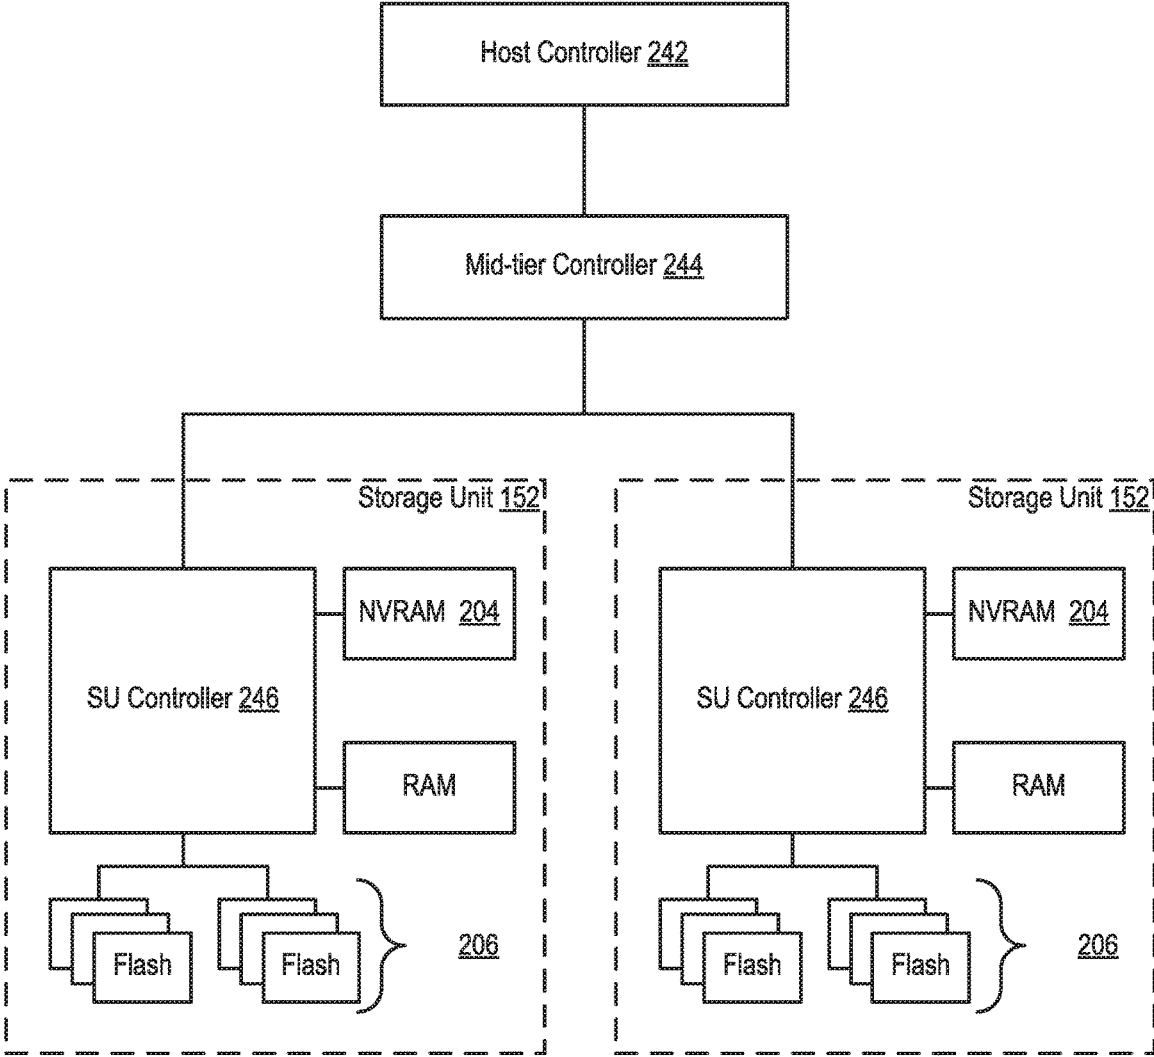 Host Controller 242
Mid-tier Controller 244
Storage Unit 152
NVRAM 204
SU Controller 246
RAM
Flash
Flash
206
Storage Unit 152
NVRAM 204
SU Controller 246
RAM
Flash
Flash
206